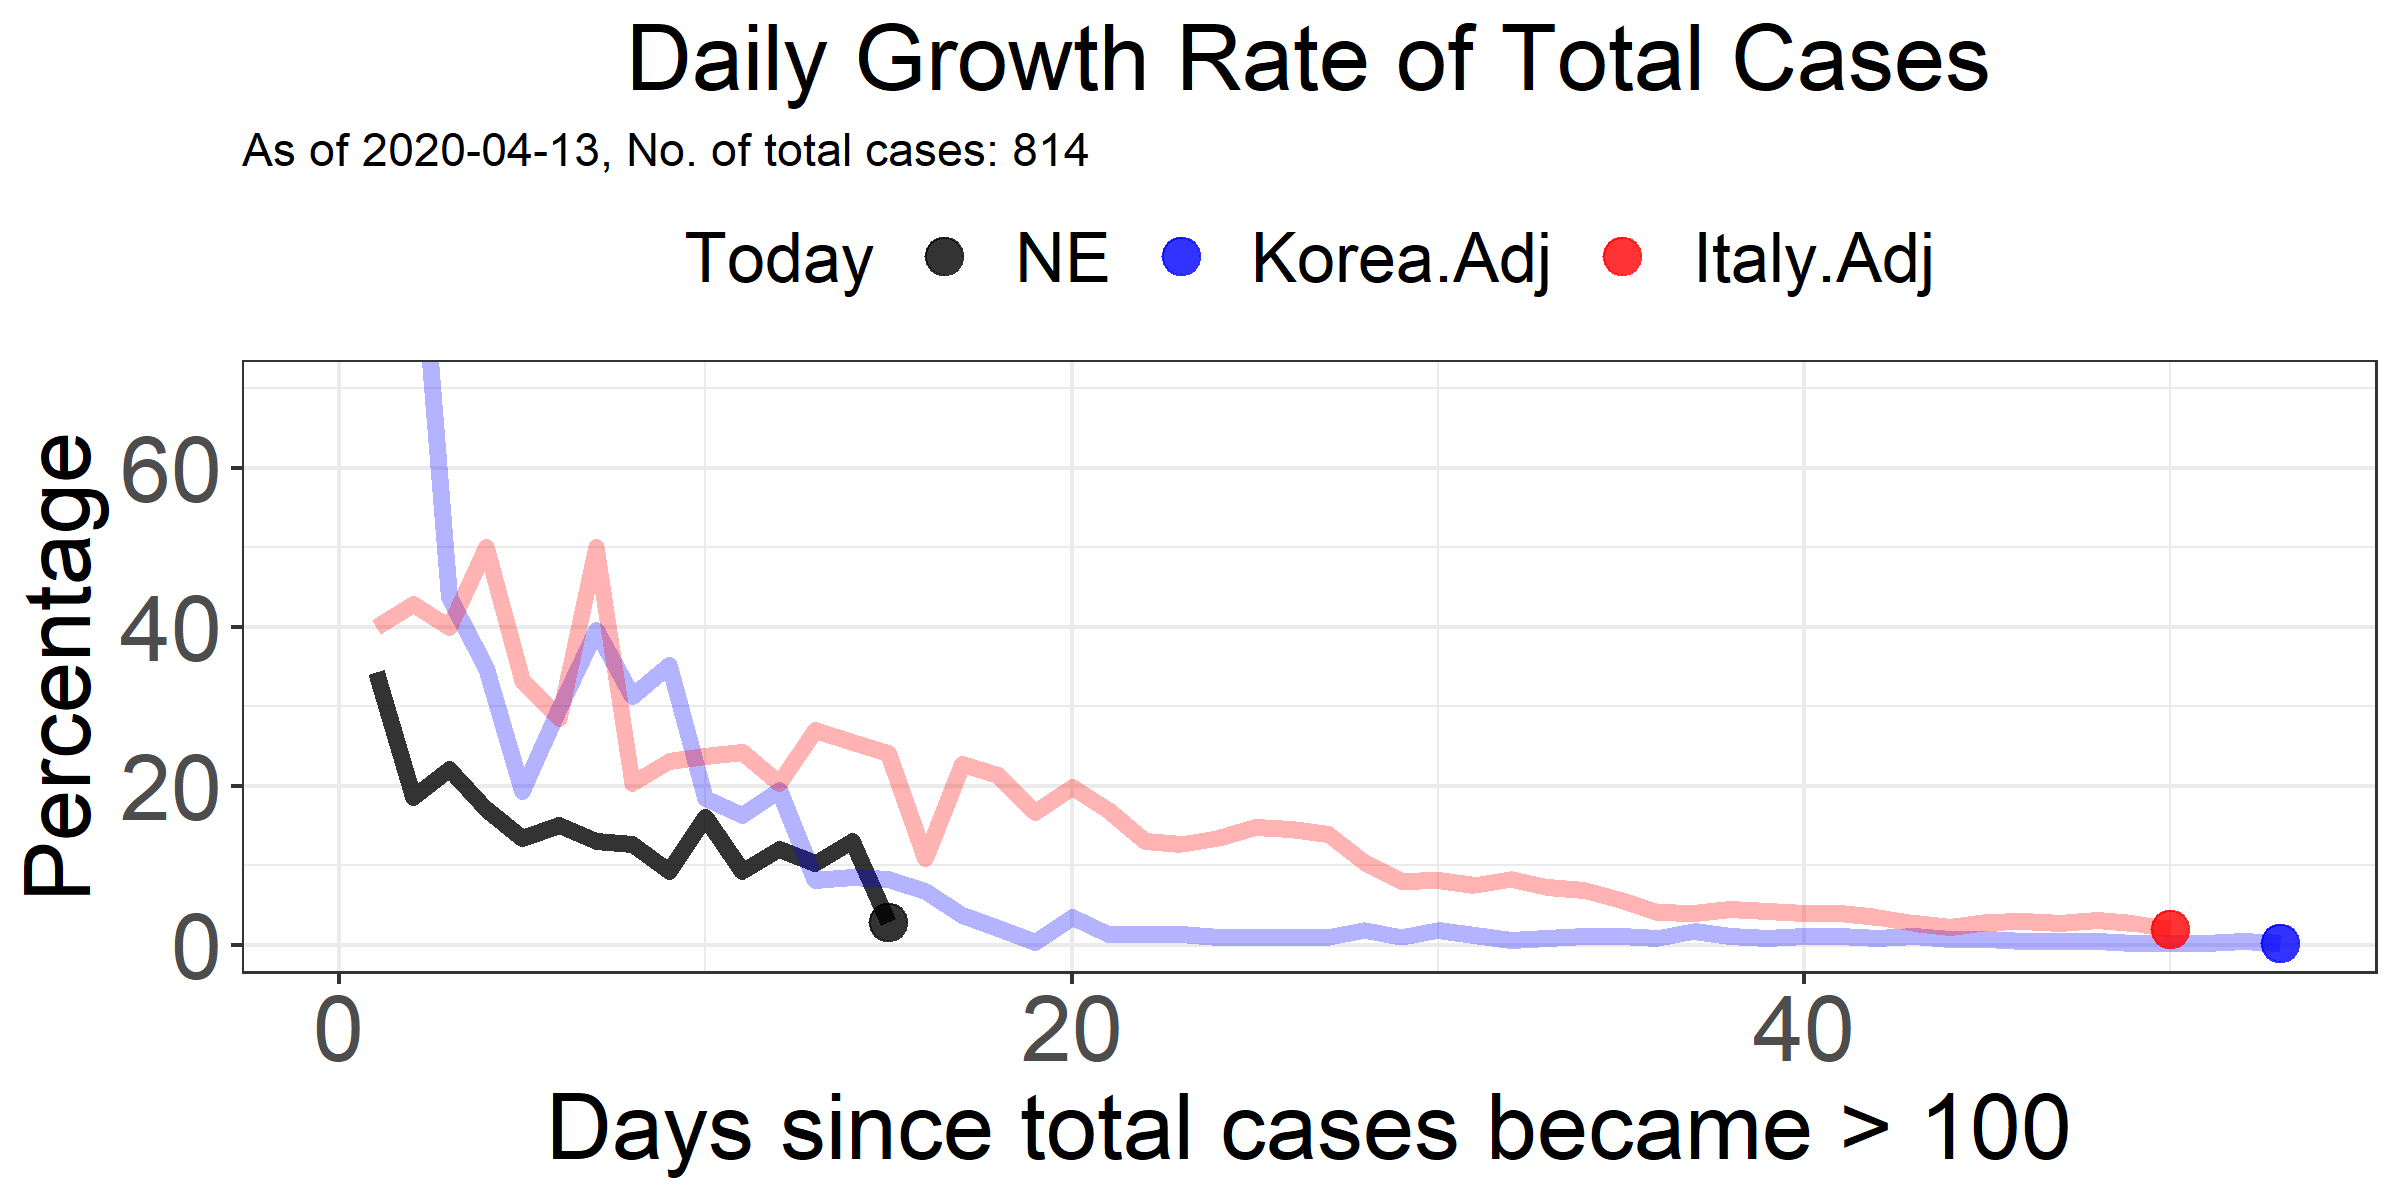 Daily Growth Rate of Total Cases
As of 2020-04-13, No. of total cases: 814
Today NE Korea.Adj Italy.Adj
Percentage
60
40
20
0
0 20 40
Days since total cases became > 100